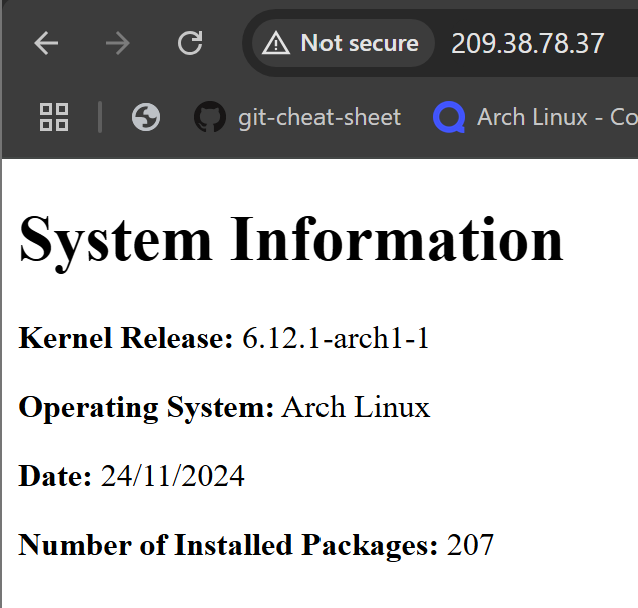 Not secure 209.38.78.37
git-cheat-sheet Arch Linux - Co
System Information
Kernel Release: 6.12.1-arch1-1
Operating System: Arch Linux
Date: 24/11/2024
Number of Installed Packages: 207